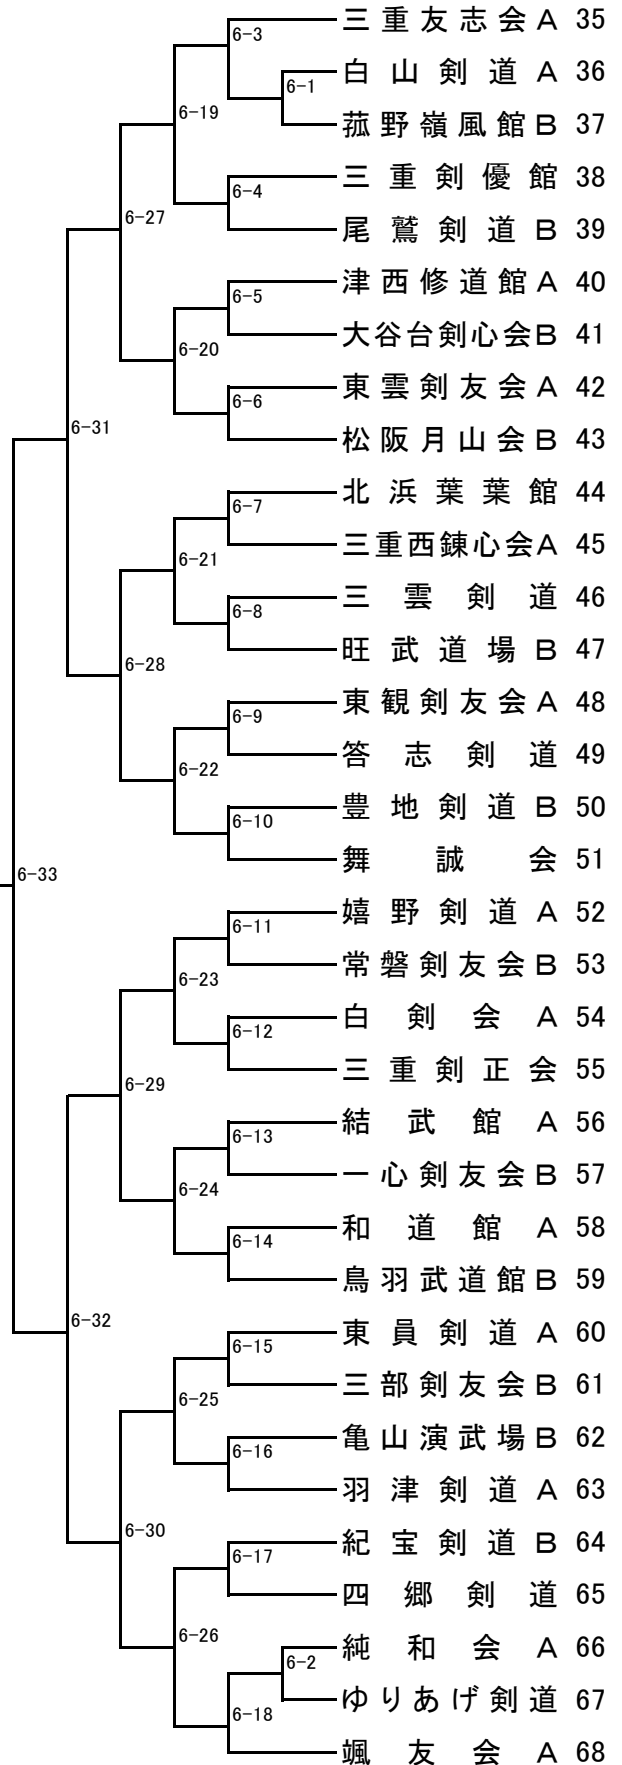 三重友志会A 35
6-3
白山剣道A 36
6-1
6-19
菰野嶺風館B 37
三重剣優館 38
6-4
6-27
尾鷲剣道B 39
津西修道館A 40
6-5
大谷台剣心会B 41
6-20
東雲剣友会A 42
6-6
6-31
松阪月山会B 43
北浜葉葉館 44
6-7
三重西錬心会A 45
6-21
三雲剣道 46
6-8
旺武道場B 47
6-28
東観剣友会A 48
6-9
答志剣道 49
6-22
豊地剣道B 50
6-10
舞誠会 51
6-33
嬉野剣道A 52
6-11
常磐剣友会B 53
6-23
白剣会A 54
6-12
三重剣正会 55
6-29
結武館A 56
6-13
一心剣友会B 57
6-24
和道館A 58
6-14
鳥羽武道館B 59
6-32
東員剣道A 60
6-15
三部剣友会B 61
6-25
亀山演武場B 62
6-16
羽津剣道A 63
6-30
紀宝剣道B 64
6-17
四郷剣道 65
6-26
純和会A 66
6-2
ゆりあげ剣道 67
6-18
颯友会A 68